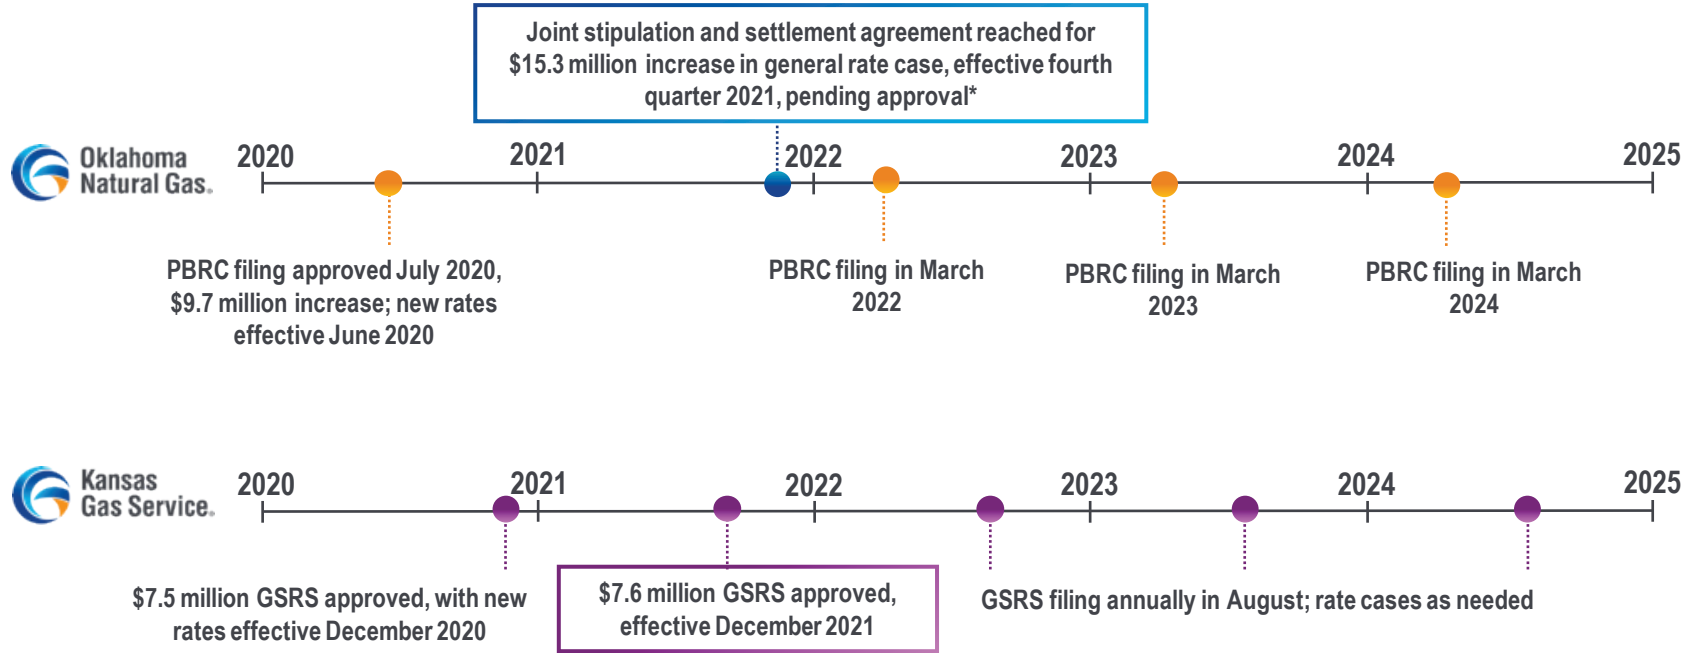 Joint stipulation and settlement agreement reached for
$15.3 million increase in general rate case, effective fourth
quarter 2021, pending approval*
Oklahoma
Natural Gas®
2020
2021
2022
2023
2024
2025
PBRC filing approved July 2020,
$9.7 million increase; new rates
effective June 2020
PBRC filing in March
2022
PBRC filing in March
2023
PBRC filing in March
2024
Kansas
Gas Service®
2020
2021
2022
2023
2024
2025
$7.5 million GSRS approved, with new
rates effective December 2020
$7.6 million GSRS approved,
effective December 2021
GSRS filing annually in August; rate cases as needed